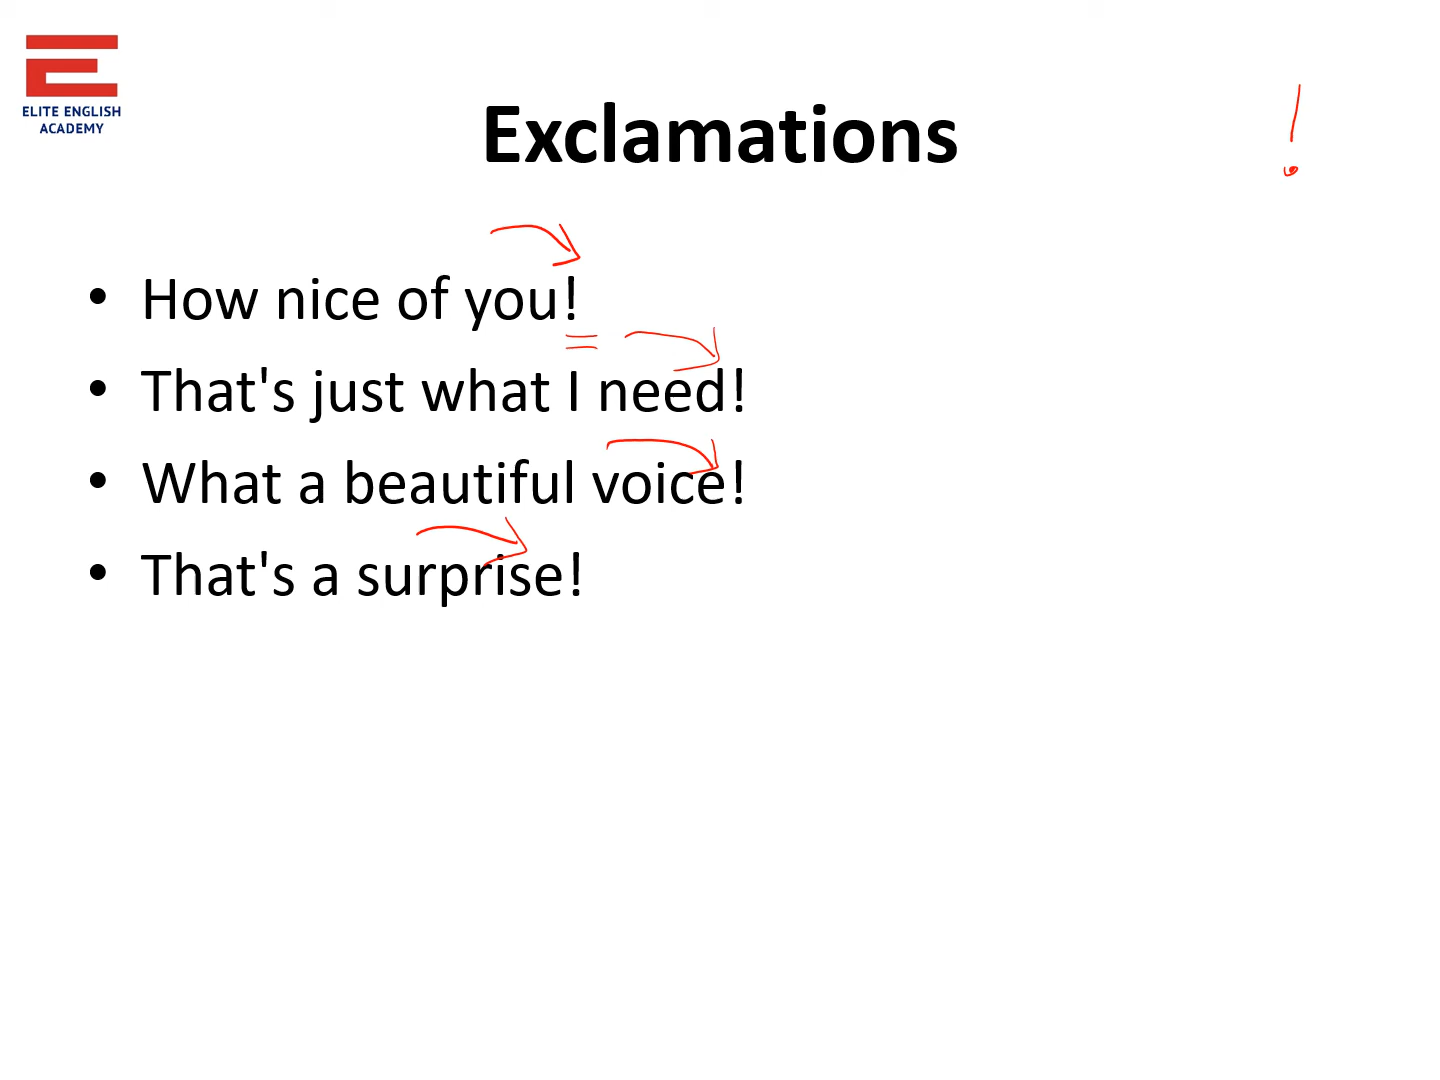 ELITE ENGLISH
ACADEMY
Exclamations
!
• How nice of you!
• That's just what I need!
• What a beautiful voice!
• That's a surprise!